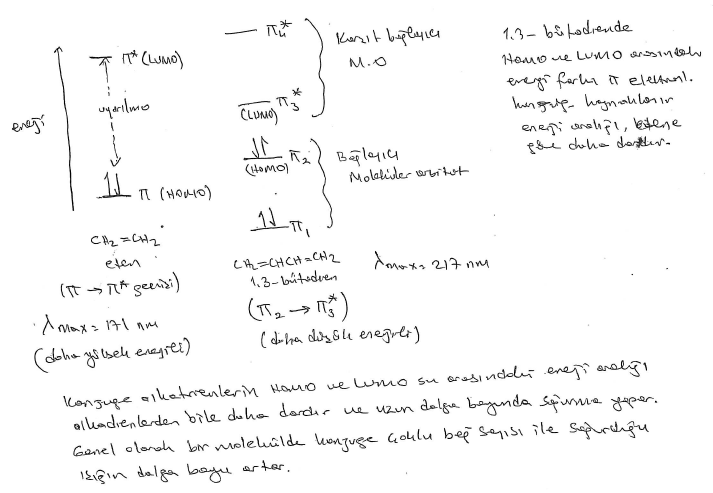 enerji
π* (LUMO)
uyarılma
π (HOMO)
CH₂=CH₂
eten
(π → π* geçişi)
λmax = 171 nm
(daha yüksek enerjili)
π₄*
π₃*
(LUMO)
π₂
(HOMO)
π₁
CH₂=CHCH=CH₂
1.3-bütadien
(π₂ → π₃*)
(daha düşük enerjili)
λmax = 217 nm
Karşıt bağlayıcı
M.O
Bağlayıcı
Moleküler orbital
1.3-bütadiende
HOMO ve LUMO arasındaki
enerji farkı π elektronl.
konjuge kaynaklanır
enerji aralığı, etene
göre daha dardır.
Konjuge alkatrienlerin HOMO ve LUMO su arasındaki enerji aralığı
alkadienlerden bile daha dardır ve uzun dalga boyunda soğurma yapar.
Genel olarak bir molekülde konjuge çoklu bağ sayısı ile soğurduğu
ışığın dalga boyu artar.